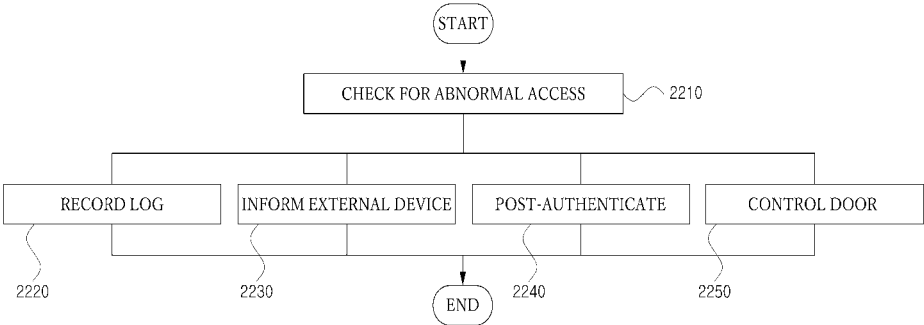 START
CHECK FOR ABNORMAL ACCESS
2210
RECORD LOG
INFORM EXTERNAL DEVICE
POST-AUTHENTICATE
CONTROL DOOR
2220
2230
2240
2250
END